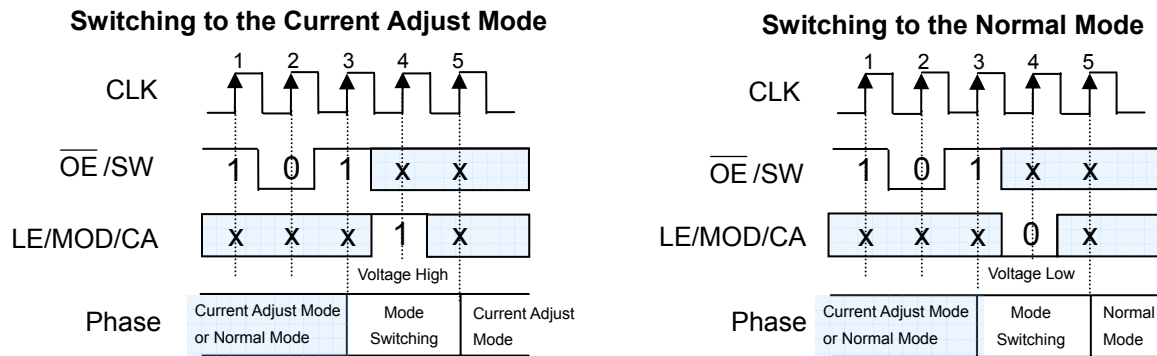 Switching to the Current Adjust Mode
1 2 3 4 5
CLK
OE/SW
1 0 1 x x
LE/MOD/CA
x x x 1 x
Voltage High
Phase
Current Adjust Mode
or Normal Mode
Mode
Switching
Current Adjust
Mode
Switching to the Normal Mode
1 2 3 4 5
CLK
OE/SW
1 0 1 x x
LE/MOD/CA
x x x 0 x
Voltage Low
Phase
Current Adjust Mode
or Normal Mode
Mode
Switching
Normal
Mode